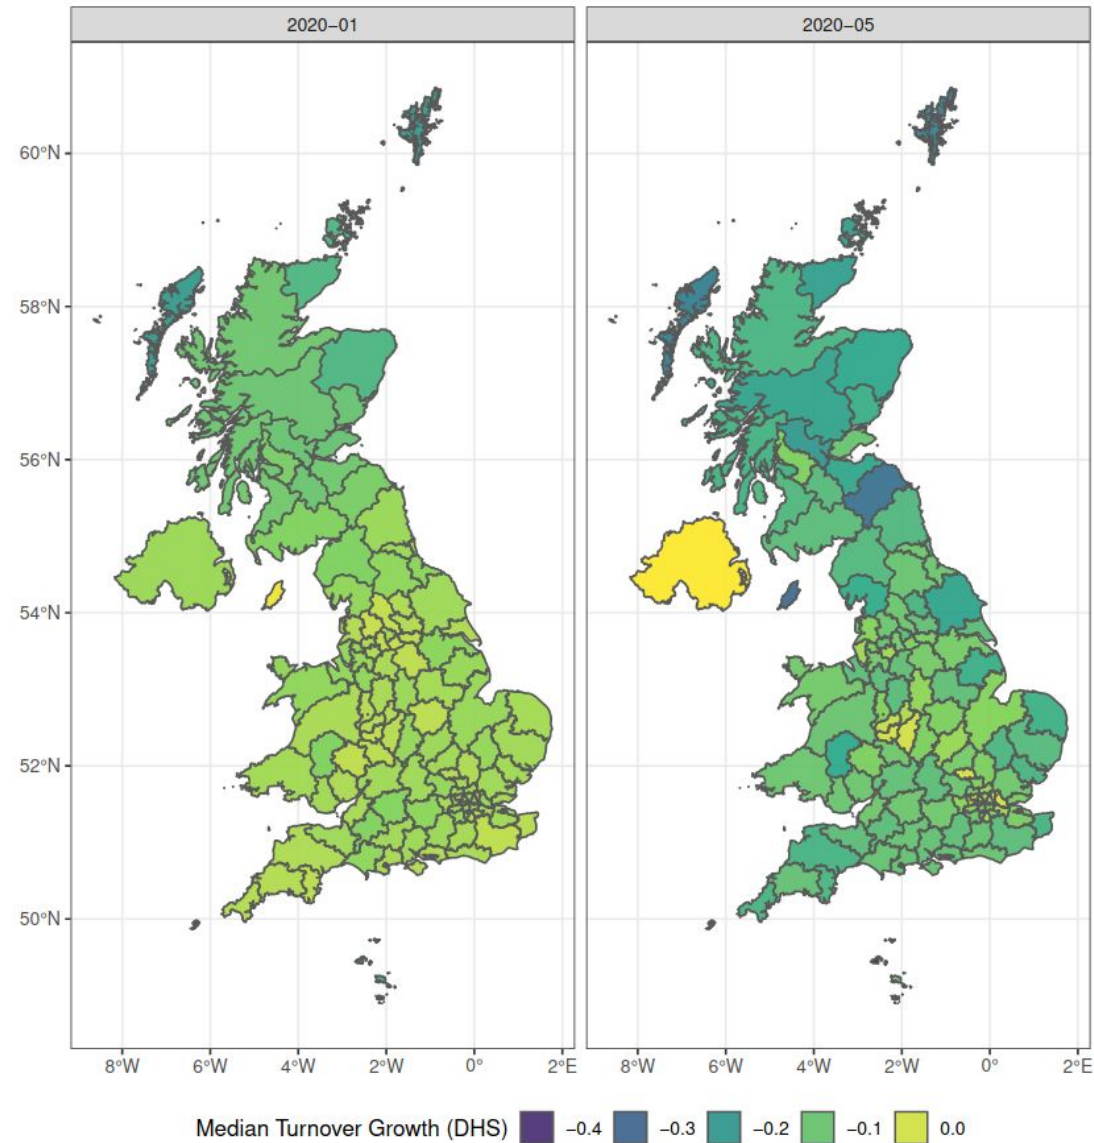 2020−01 2020−05
60°N
58°N
56°N
54°N
52°N
50°N
8°W 6°W 4°W 2°W 0° 2°E 8°W 6°W 4°W 2°W 0° 2°E
Median Turnover Growth (DHS) −0.4 −0.3 −0.2 −0.1 0.0